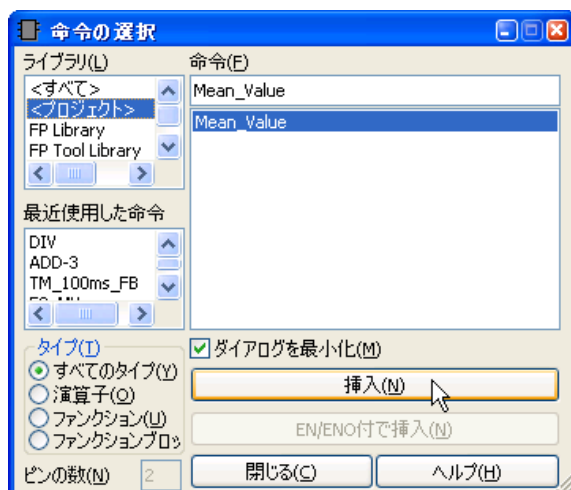 命令の選択
ライブラリ(L)
<すべて>
<プロジェクト>
FP Library
FP Tool Library
最近使用した命令
DIV
ADD-3
TM_100ms_FB
タイプ(T)
すべてのタイプ(Y)
演算子(O)
ファンクション(U)
ファンクションブロッ
ピンの数(N)
2
命令(F)
Mean_Value
Mean_Value
ダイアログを最小化(M)
挿入(N)
EN/ENO付で挿入(N)
閉じる(C)
ヘルプ(H)